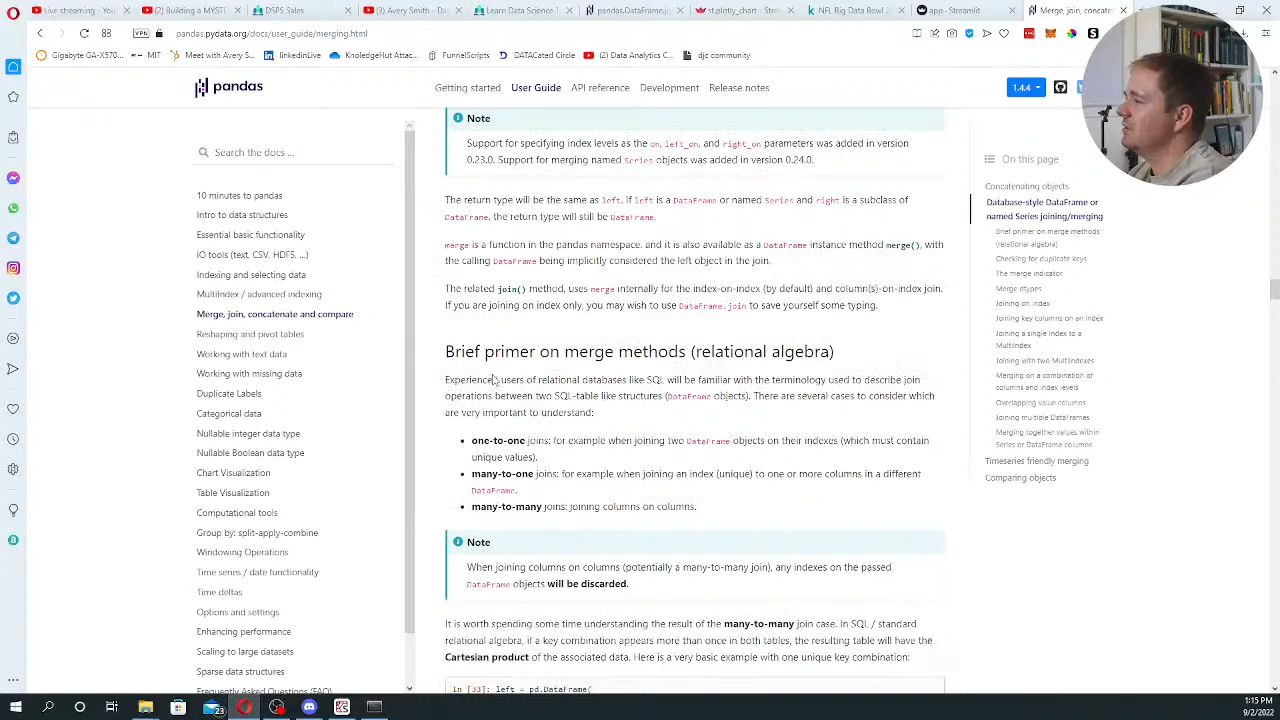 Live streaming - You
(2) Building a MYSTE
DSPS Sales
(3) Avery Smith - Da
Learn Data Science T
pandas.DataFrame.jo
st.plotly_chart - Stre
NFL Big Data Bowl 2
app · Streamlit
Merge, join, concate
VPN
pandas.pydata.org/docs/user_guide/merging.html
Gigabyte GA-X570...
MIT
Meet with Avery S...
linkedinLive
KnoledgeHut Attac...
FunnelScripts
DATACated Circle
(2) Data Analytics C...
djc community
pandas
Getting started
User Guide
API reference
Development
Release notes
1.4.4
Search the docs ...
10 minutes to pandas
Intro to data structures
Essential basic functionality
IO tools (text, CSV, HDF5, ...)
Indexing and selecting data
MultiIndex / advanced indexing
Merge, join, concatenate and compare
Reshaping and pivot tables
Working with text data
Working with missing data
Duplicate Labels
Categorical data
Nullable integer data type
Nullable Boolean data type
Chart Visualization
Table Visualization
Computational tools
Group by: split-apply-combine
Windowing Operations
Time series / date functionality
Time deltas
Options and settings
Enhancing performance
Scaling to large datasets
Sparse data structures
Frequently Asked Questions (FAQ)
Note
Support for specifying index levels as the on, left_on, and right_on parameters was added in version
0.23.0. Support for merging named Series objects was added in version 0.24.0.
The return type will be the same as left. If left is a DataFrame or named Series and right is a subclass of
DataFrame, the return type will still be DataFrame.
merge is a function in the pandas namespace, and it is also available as a DataFrame instance method merge(), with
the calling DataFrame being implicitly considered the left object in the join.
The related join() method, uses merge internally for the index-on-index (by default) and column(s)-on-index join.
If you are joining on index only, you may wish to use DataFrame.join to save yourself some typing.
Brief primer on merge methods (relational algebra)
Experienced users of relational databases like SQL will be familiar with the terminology used to describe join
operations between two SQL-table like structures (DataFrame objects). There are several cases to consider which
are very important to understand:
• one-to-one joins: for example when joining two DataFrame objects on their indexes (which must contain
unique values).
• many-to-one joins: for example when joining an index (unique) to one or more columns in a different
DataFrame.
• many-to-many joins: joining columns on columns.
Note
When joining columns on columns (potentially a many-to-many join), any indexes on the passed
DataFrame objects will be discarded.
It is worth spending some time understanding the result of the many-to-many join case. In SQL / standard
relational algebra, if a key combination appears more than once in both tables, the resulting table will have the
Cartesian product of the associated data. Here is a very basic example with one unique key combination:
In [33]: left = pd.DataFrame(
On this page
Concatenating objects
Database-style DataFrame or
named Series joining/merging
Brief primer on merge methods
(relational algebra)
Checking for duplicate keys
The merge indicator
Merge dtypes
Joining on index
Joining key columns on an index
Joining a single Index to a
MultiIndex
Joining with two MultiIndexes
Merging on a combination of
columns and index levels
Overlapping value columns
Joining multiple DataFrames
Merging together values within
Series or DataFrame columns
Timeseries friendly merging
Comparing objects
23
1:15 PM
9/2/2022